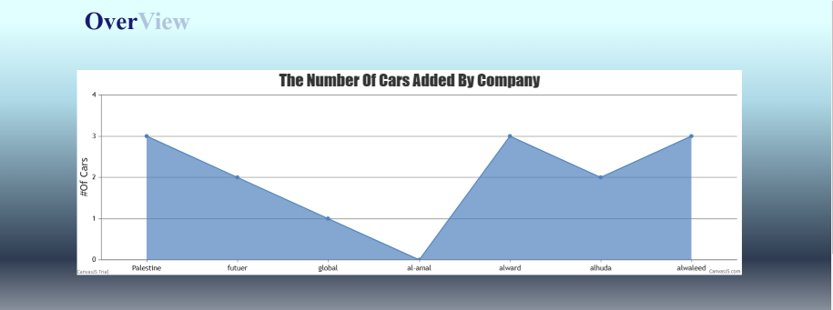 OverView
The Number Of Cars Added By Company
#Of Cars
4
3
2
1
0
Palestine futuer global al-amal alward alhuda alwaleed
CanvasJS Trial CanvasJS.com